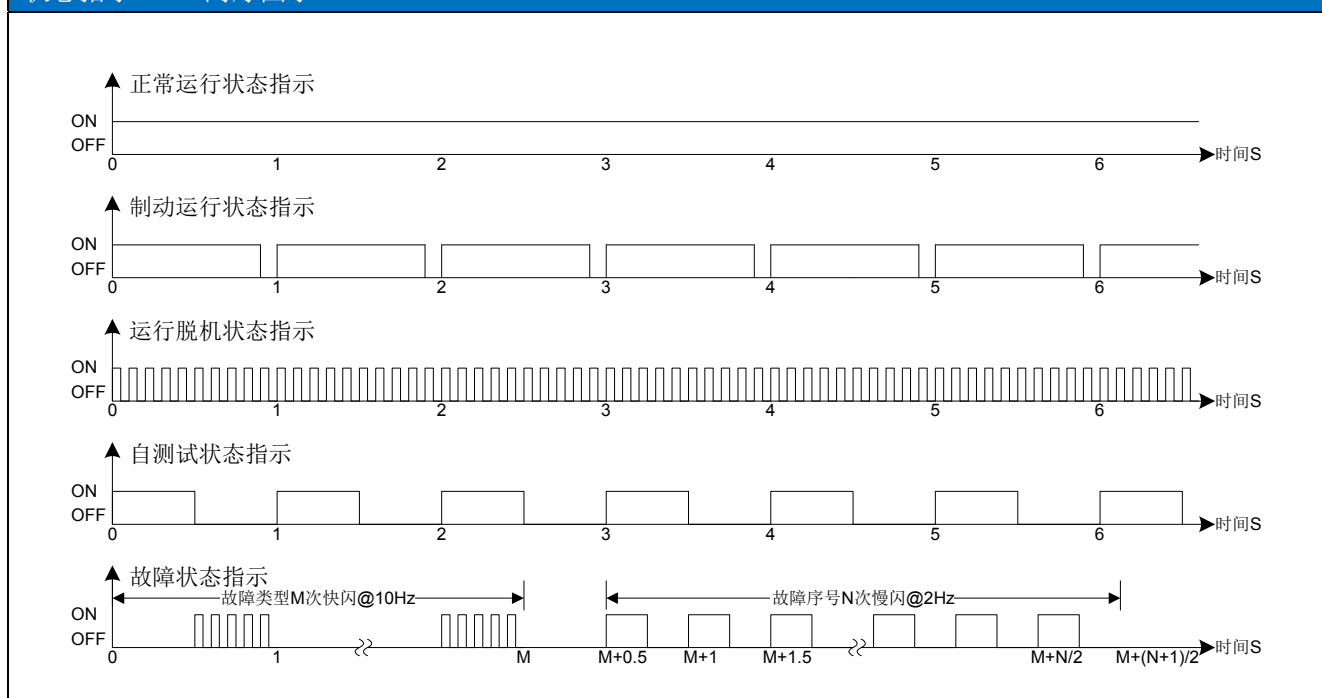 正常运行状态指示
ON
OFF
0 1 2 3 4 5 6 时间S
制动运行状态指示
ON
OFF
0 1 2 3 4 5 6 时间S
运行脱机状态指示
ON
OFF
0 1 2 3 4 5 6 时间S
自测试状态指示
ON
OFF
0 1 2 3 4 5 6 时间S
故障状态指示
故障类型M次快闪@10Hz 故障序号N次慢闪@2Hz
ON
OFF
0 1 M M+0.5 M+1 M+1.5 M+N/2 M+(N+1)/2 时间S